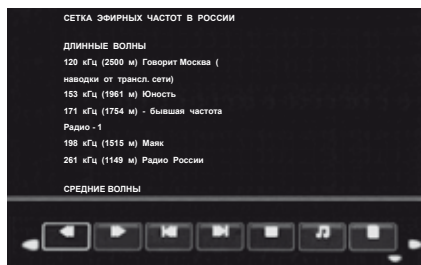 СЕТКА ЭФИРНЫХ ЧАСТОТ В РОССИИ
ДЛИННЫЕ ВОЛНЫ
120 кГц (2500 м) Говорит Москва (
наводки от трансл. сети)
153 кГц (1961 м) Юность
171 кГц (1754 м) - бывшая частота
Радио - 1
198 кГц (1515 м) Маяк
261 кГц (1149 м) Радио России
СРЕДНИЕ ВОЛНЫ